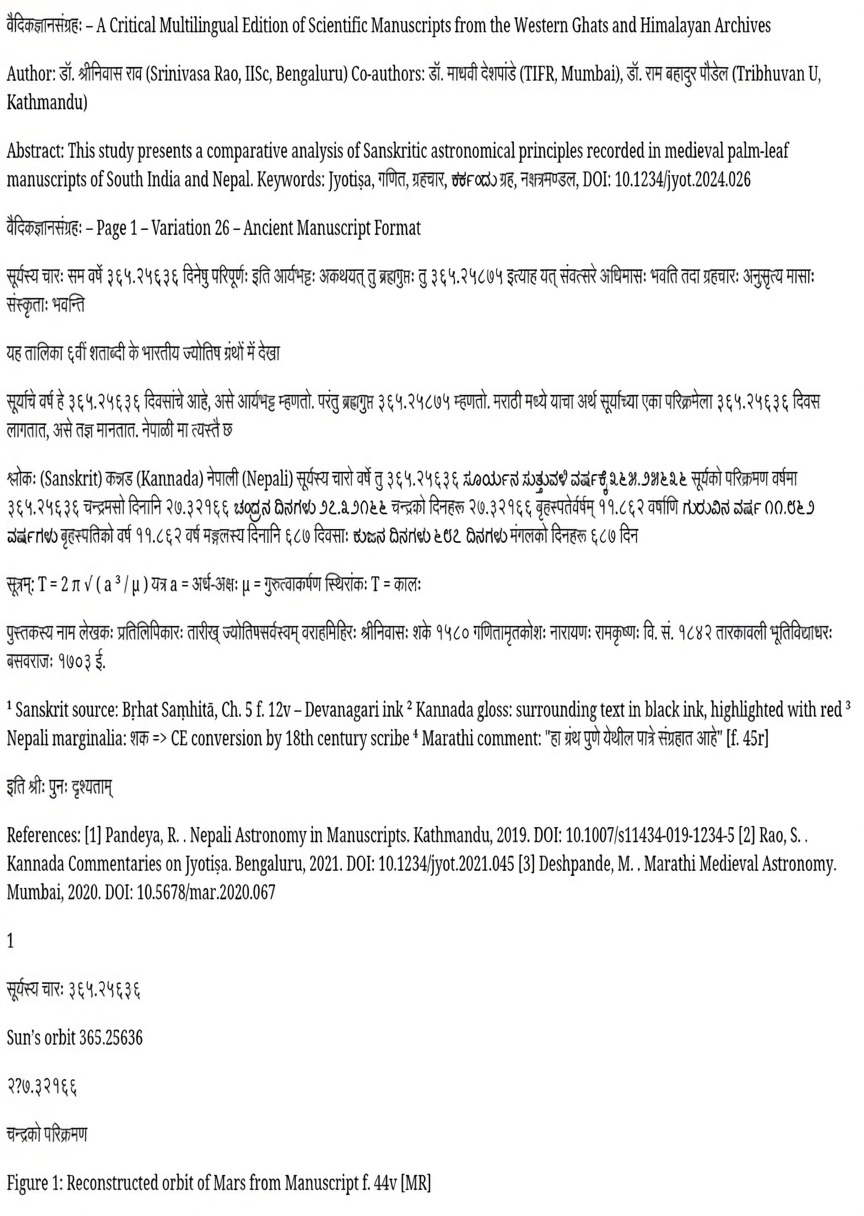 वैदिकज्ञानसंग्रहः – A Critical Multilingual Edition of Scientific Manuscripts from the Western Ghats and Himalayan Archives
Author: डॉ. श्रीनिवास राव (Srinivasa Rao, IISc, Bengaluru) Co-authors: डॉ. माधवी देशपांडे (TIFR, Mumbai), डॉ. राम बहादुर पौडेल (Tribhuvan U,
Kathmandu)
Abstract: This study presents a comparative analysis of Sanskritic astronomical principles recorded in medieval palm-leaf
manuscripts of South India and Nepal. Keywords: Jyotiṣa, गणित, ग्रहचार, ग्रह, नक्षत्रमण्डल, DOI: 10.1234/jyot.2024.026
वैदिकज्ञानसंग्रहः – Page 1 – Variation 26 – Ancient Manuscript Format
सूर्यस्य चारः सम वर्षे ३६५.२५६३६ दिनेषु परिपूर्णः इति आर्यभट्टः अकथयत् तु ब्रह्मगुप्तः तु ३६५.२५८७५ इत्याह यत् संवत्सरे अधिमासः भवति तदा ग्रहचारः अनुसृत्य मासाः
संस्कृताः भवन्ति
यह तालिका ६वीं शताब्दी के भारतीय ज्योतिष ग्रंथों में देखा
सूर्याचे वर्ष हे ३६५.२५६३६ दिवसांचे आहे, असे आर्यभट्ट म्हणतो. परंतु ब्रह्मगुप्त ३६५.२५८७५ म्हणतो. मराठी मध्ये याचा अर्थ सूर्याच्या एका परिक्रमेला ३६५.२५६३६ दिवस
लागतात, असे तज्ञ मानतात. नेपाली मा त्यस्तै छ
श्लोकः (Sanskrit) कन्नड (Kannada) नेपाली (Nepali) सूर्यस्य चारो वर्षे तु ३६५.२५६३६ ಸೂರ್ಯನ ಸುತ್ತುವಳಿ ವರ್ಷಕ್ಕೆ ೩೬೫.೨೫೬೩೬ सूर्यको परिक्रमण वर्षमा
३६५.२५६३६ चन्द्रमसो दिनानि २७.३२१६६ ಚಂದ್ರನ ದಿನಗಳು ೨೭.೩೨೧೬೬ चन्द्रको दिनहरू २७.३२१६६ बृहस्पतेर्वर्षम् ११.८६२ वर्षाणि ಗುರುವಿನ ವರ್ಷ ೧೧.೮೬೨
ವರ್ಷಗಳು बृहस्पतिको वर्ष ११.८६२ वर्ष मङ्गलस्य दिनानि ६८७ दिवसाः ಕುಜನ ದಿನಗಳು ೬೮೭ ದಿನಗಳು मंगलको दिनहरू ६८७ दिन
सूत्रम्: T = 2 π √ ( a ³ / μ ) यत्र a = अर्ध-अक्षः μ = गुरुत्वाकर्षण स्थिरांकः T = कालः
पुस्तकस्य नाम लेखकः प्रतिलिपिकारः तारीख् ज्योतिषसर्वस्वम् वराहमिहिरः श्रीनिवासः शके १५८० गणितामृतकोशः नारायणः रामकृष्णः वि. सं. १८४२ तारकावली भूतिविद्याधरः
बसवराजः १७०३ ई.
¹ Sanskrit source: Bṛhat Saṃhitā, Ch. 5 f. 12v – Devanagari ink ² Kannada gloss: surrounding text in black ink, highlighted with red ³
Nepali marginalia: शक => CE conversion by 18th century scribe ⁴ Marathi comment: "हा ग्रंथ पुणे येथील पात्रे संग्रहात आहे" [f. 45r]
इति श्रीः पुनः दृश्यताम्
References: [1] Pandeya, R. . Nepali Astronomy in Manuscripts. Kathmandu, 2019. DOI: 10.1007/s11434-019-1234-5 [2] Rao, S. .
Kannada Commentaries on Jyotiṣa. Bengaluru, 2021. DOI: 10.1234/jyot.2021.045 [3] Deshpande, M. . Marathi Medieval Astronomy.
Mumbai, 2020. DOI: 10.5678/mar.2020.067
1
सूर्यस्य चारः ३६५.२५६३६
Sun’s orbit 365.25636
२?७.३२१६६
चन्द्रको परिक्रमण
Figure 1: Reconstructed orbit of Mars from Manuscript f. 44v [MR]